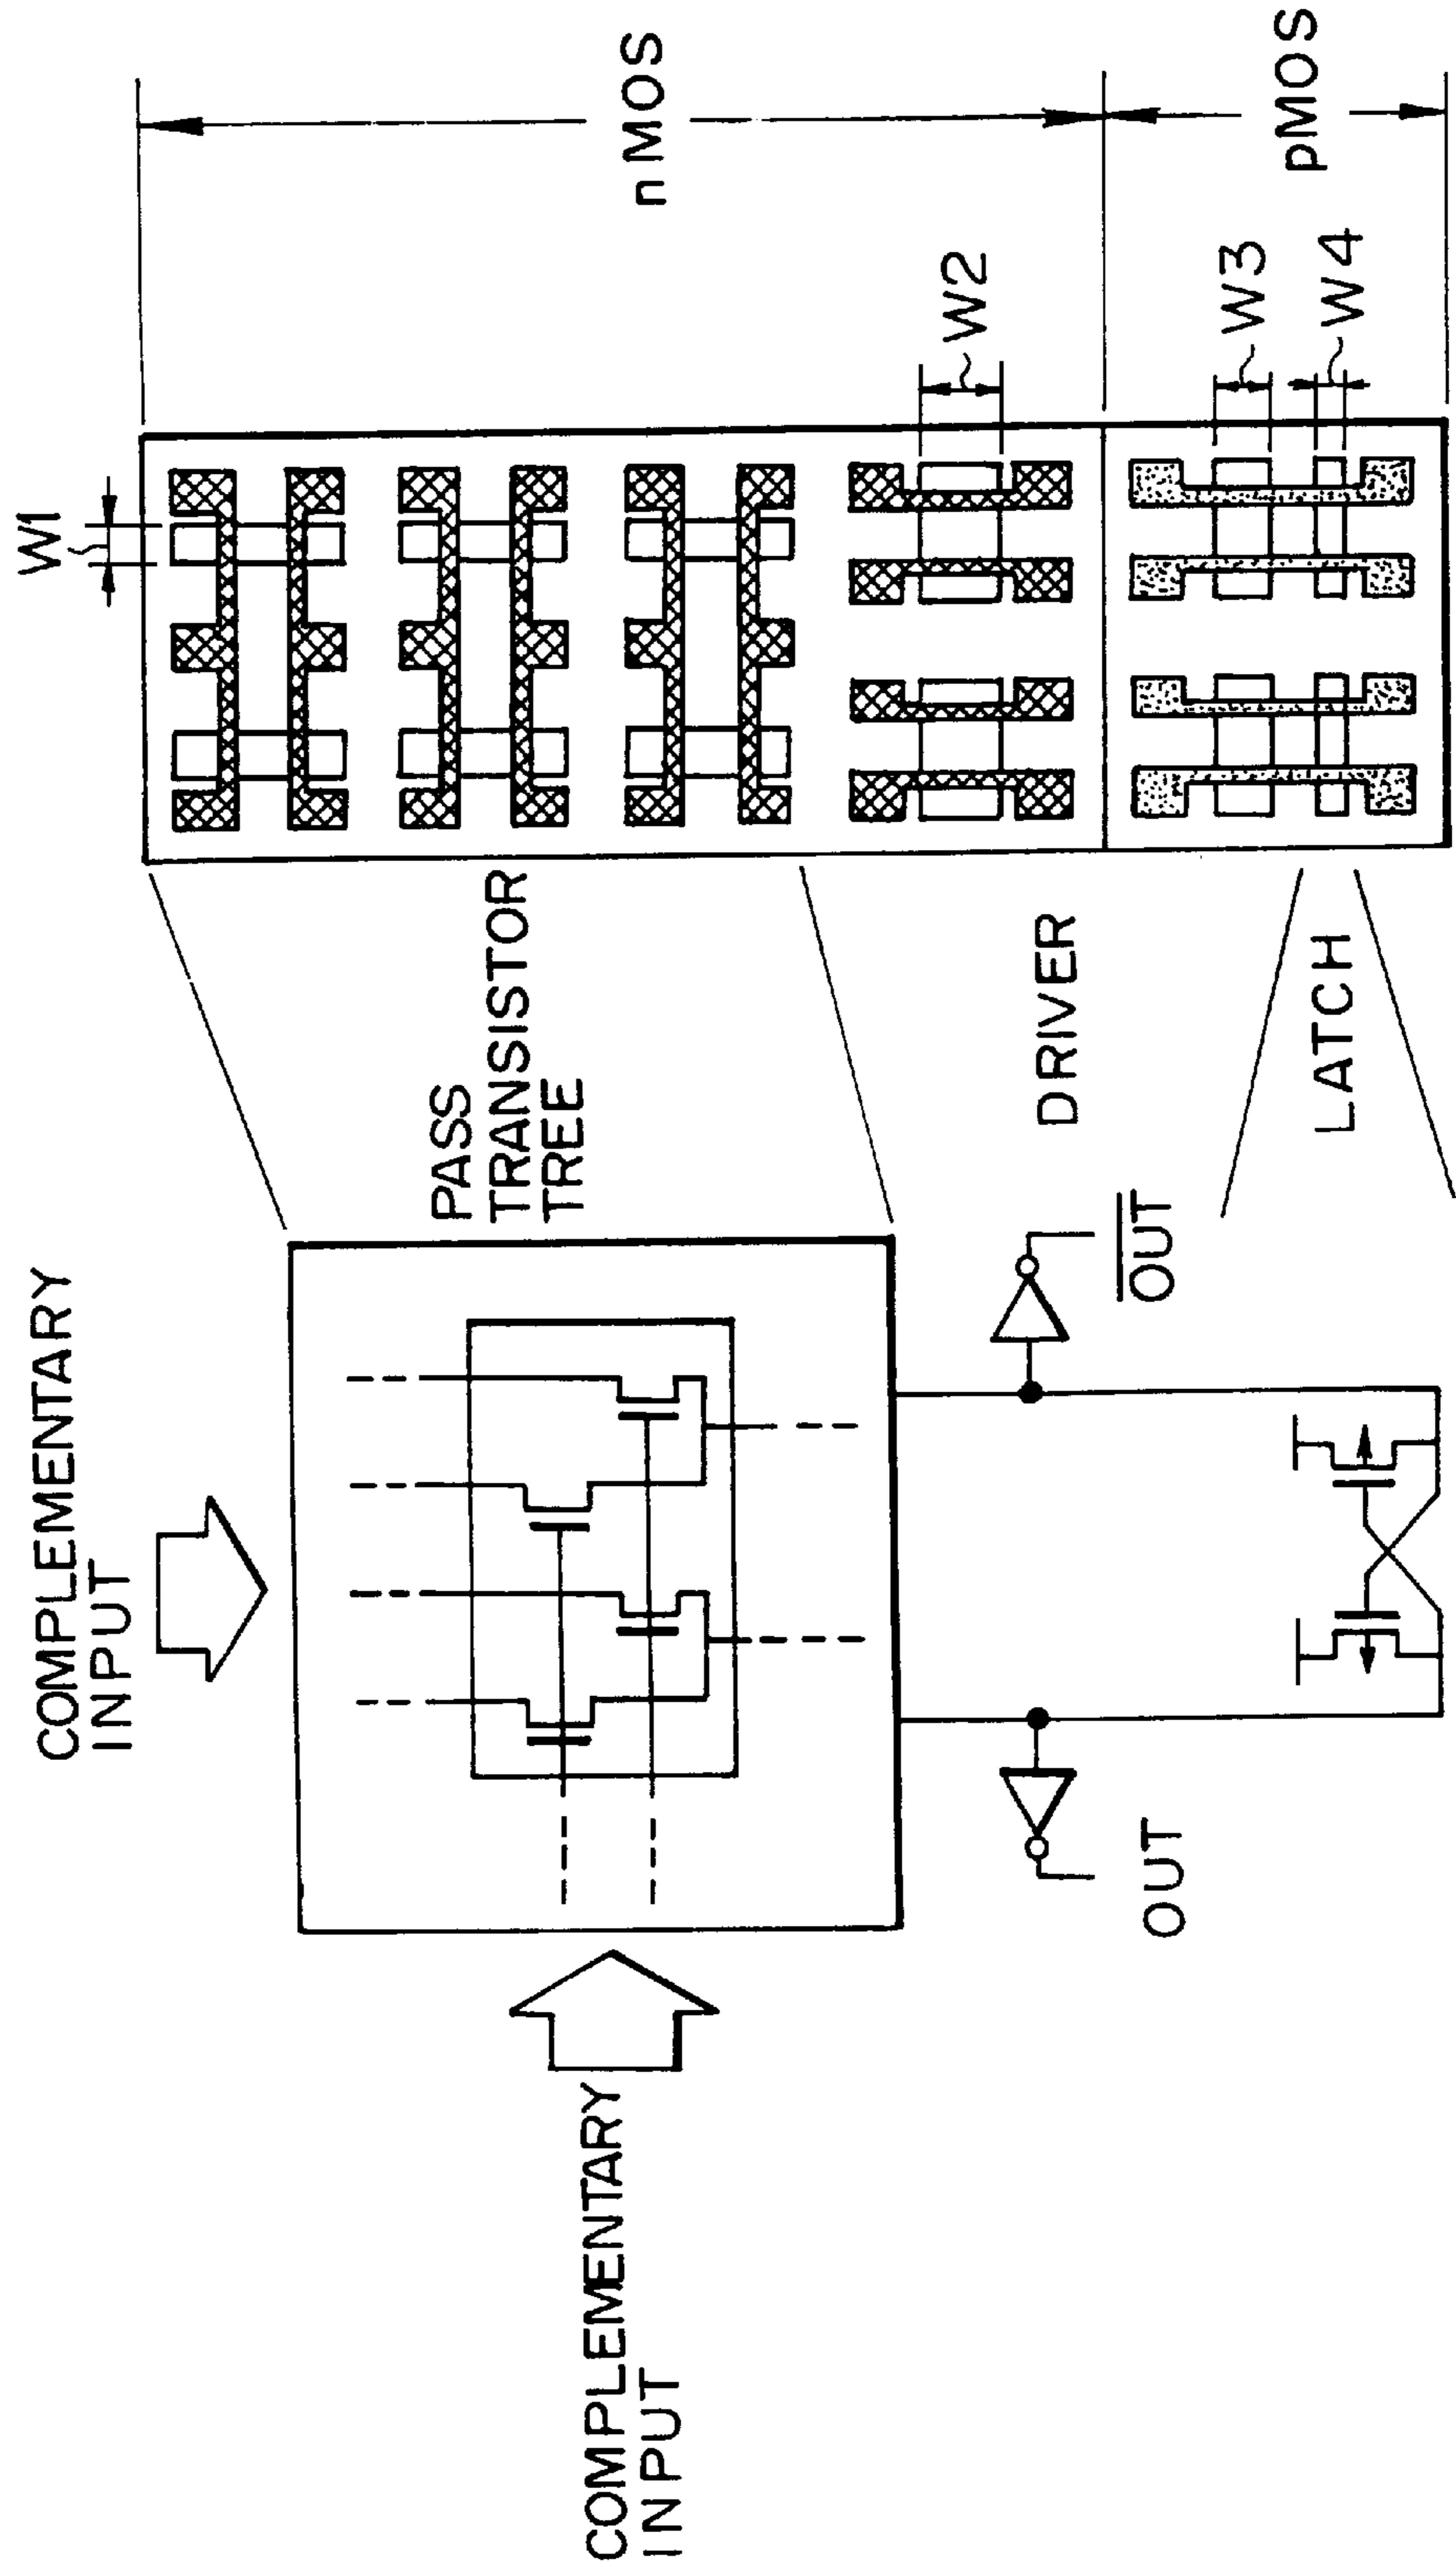 COMPLEMENTARY
INPUT
COMPLEMENTARY
INPUT
PASS
TRANSISTOR
TREE
DRIVER
LATCH
OUT
OUT
W1
W2
W3
W4
nMOS
pMOS